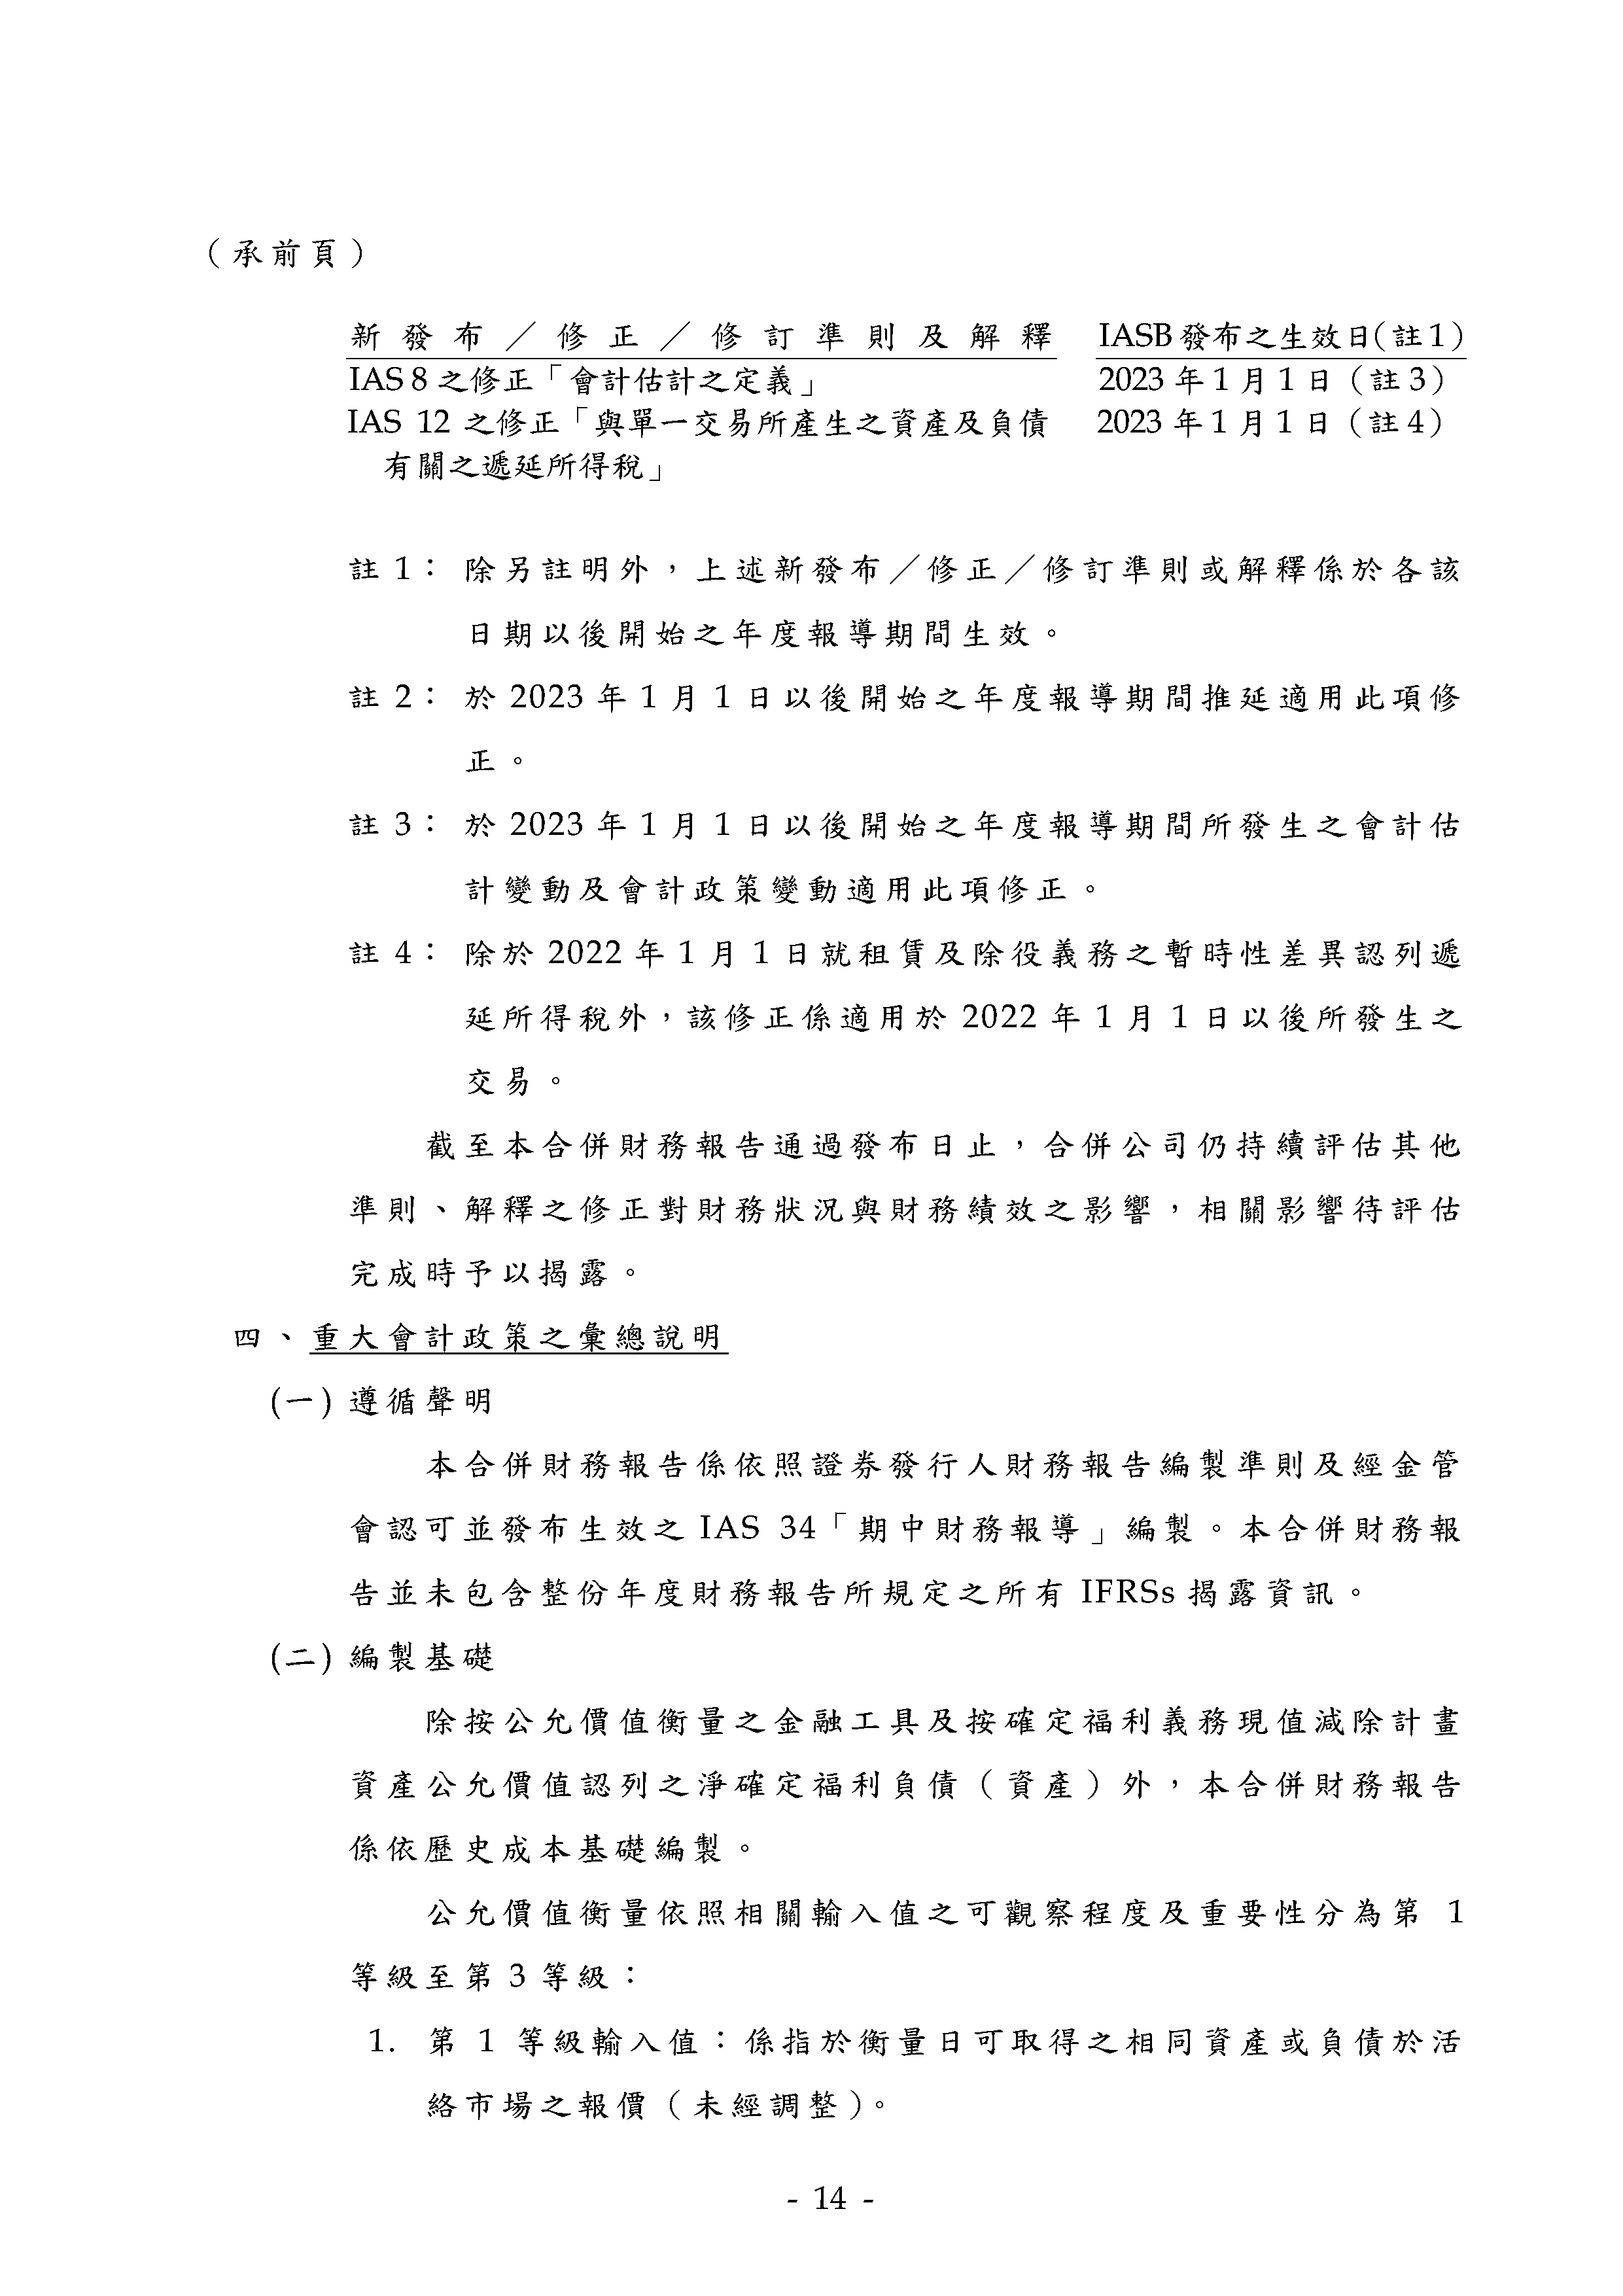 （承前頁）
新發布／修正／修訂準則及解釋 IASB 發布之生效日（註 1）
IAS 8 之修正「會計估計之定義」 2023 年 1 月 1 日（註 3）
IAS 12 之修正「與單一交易所產生之資產及負債 2023 年 1 月 1 日（註 4）
有關之遞延所得稅」
註 1：除另註明外，上述新發布／修正／修訂準則或解釋係於各該
日期以後開始之年度報導期間生效。
註 2：於 2023 年 1 月 1 日以後開始之年度報導期間推延適用此項修
正。
註 3：於 2023 年 1 月 1 日以後開始之年度報導期間所發生之會計估
計變動及會計政策變動適用此項修正。
註 4：除於 2022 年 1 月 1 日就租賃及除役義務之暫時性差異認列遞
延所得稅外，該修正係適用於 2022 年 1 月 1 日以後所發生之
交易。
截至本合併財務報告通過發布日止，合併公司仍持續評估其他
準則、解釋之修正對財務狀況與財務績效之影響，相關影響待評估
完成時予以揭露。
四、重大會計政策之彙總說明
(一) 遵循聲明
本合併財務報告係依照證券發行人財務報告編製準則及經金管
會認可並發布生效之 IAS 34「期中財務報導」編製。本合併財務報
告並未包含整份年度財務報告所規定之所有 IFRSs 揭露資訊。
(二) 編製基礎
除按公允價值衡量之金融工具及按確定福利義務現值減除計畫
資產公允價值認列之淨確定福利負債（資產）外，本合併財務報告
係依歷史成本基礎編製。
公允價值衡量依照相關輸入值之可觀察程度及重要性分為第 1
等級至第 3 等級：
1. 第 1 等級輸入值：係指於衡量日可取得之相同資產或負債於活
絡市場之報價（未經調整）。
- 14 -